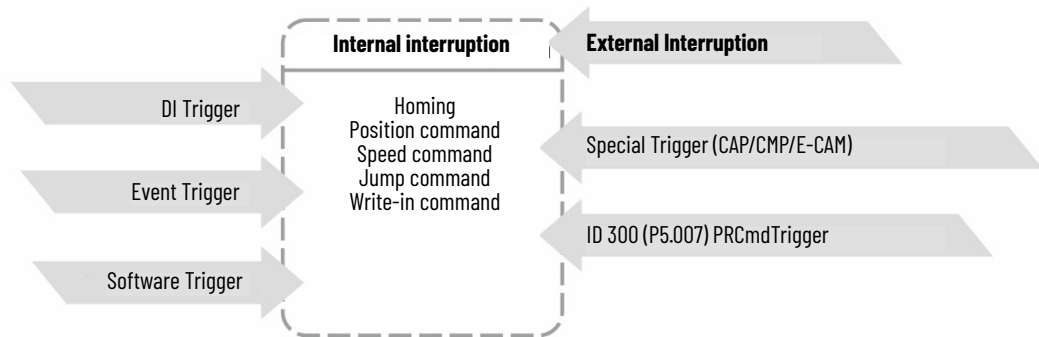 Internal interruption
External Interruption
DI Trigger
Homing
Position command
Speed command
Jump command
Write-in command
Special Trigger (CAP/CMP/E-CAM)
Event Trigger
ID 300 (P5.007) PRCmdTrigger
Software Trigger